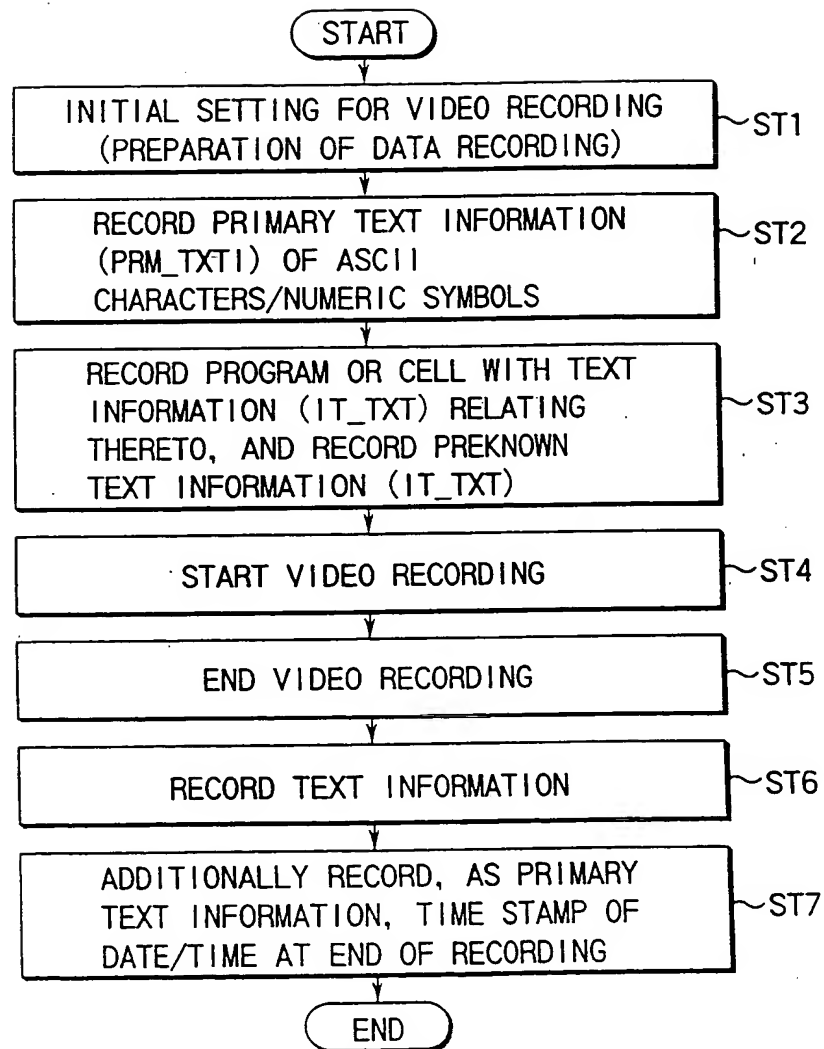 START
INITIAL SETTING FOR VIDEO RECORDING
(PREPARATION OF DATA RECORDING)
~ST1
RECORD PRIMARY TEXT INFORMATION
(PRM_TXTI) OF ASCII
CHARACTERS/NUMERIC SYMBOLS
~ST2
RECORD PROGRAM OR CELL WITH TEXT
INFORMATION (IT_TXT) RELATING
THERETO, AND RECORD PREKNOWN
TEXT INFORMATION (IT_TXT)
~ST3
START VIDEO RECORDING
~ST4
END VIDEO RECORDING
~ST5
RECORD TEXT INFORMATION
~ST6
ADDITIONALLY RECORD, AS PRIMARY
TEXT INFORMATION, TIME STAMP OF
DATE/TIME AT END OF RECORDING
~ST7
END